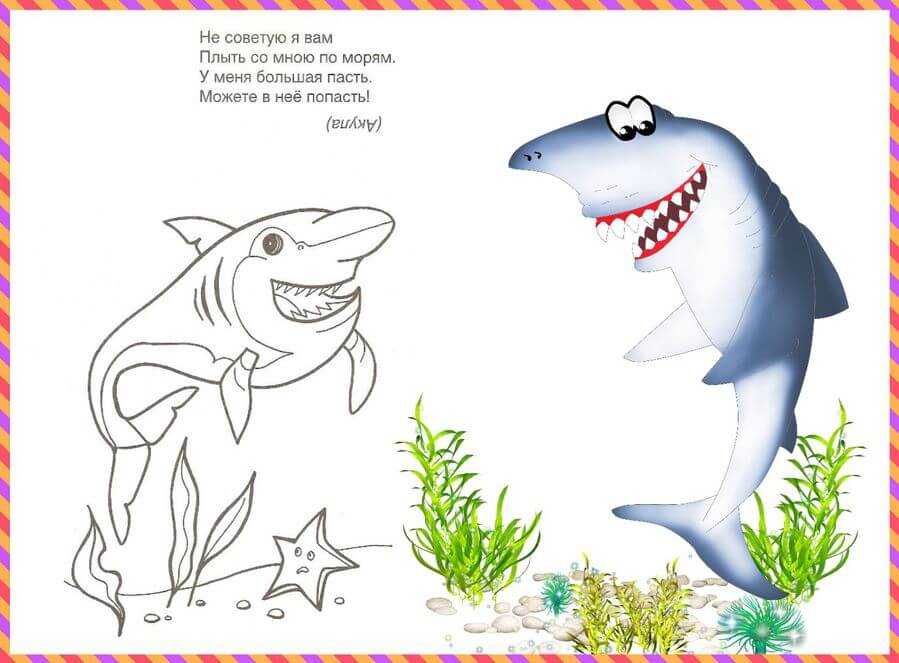 Не советую я вам
Плыть со мною по морям.
У меня большая пасть.
Можете в неё попасть!
(Акула)